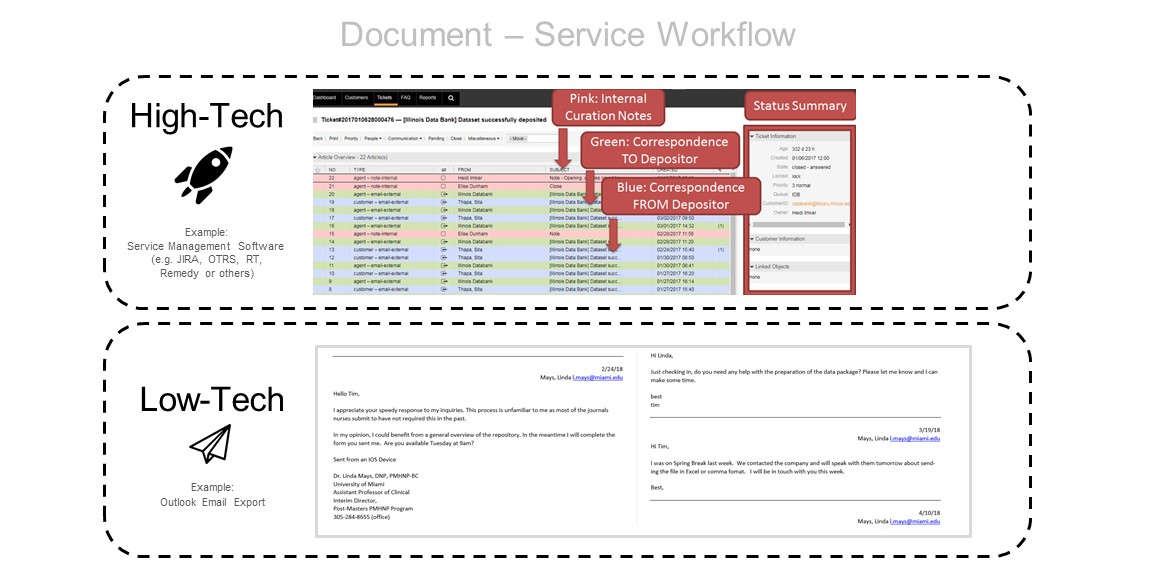 Document – Service Workflow
High-Tech
Example:
Service Management Software
(e.g. JIRA, OTRS, RT,
Remedy or others)
Dashboard Customers Tickets FAQ Reports
Ticket#2017010628000476 — [Illinois Data Bank] Dataset successfully deposited
Back Print Priority People Communication Pending Close Miscellaneous - Move -
Article Overview - 22 Article(s)
NO. TYPE FROM SUBJECT CREATED
22 agent – note-internal Heidi Imker Note - Opening
21 agent – note-internal Elise Dunham Close
20 agent – email-external Illinois Databank [Illinois Data Bank]
19 customer – email-external Thapa, Sita [Illinois Data Bank]
18 agent – email-external Illinois Databank [Illinois Data
17 customer – email-external Thapa, Sita [Illinois Data Bank] Dataset succ... 03/02/2017 09:50
16 agent – email-external Illinois Databank [Illinois Data Bank] Dataset succ... 03/01/2017 14:32 (1)
15 agent – note-internal Elise Dunham Note 02/28/2017 11:56
14 agent – email-external Illinois Databank [Illinois Data Bank] Dataset
13 customer – email-external Thapa, Sita [Illinois Data Bank] Dataset succ... 02/24/2017 15:40 (1)
12 agent – email-external Illinois Databank [Illinois Data Bank] Dataset succ... 01/30/2017 08:50
11 agent – email-external Illinois Databank [Illinois Data Bank] Dataset succ... 01/30/2017 08:41
10 customer – email-external Thapa, Sita [Illinois Data Bank] Dataset succ... 01/27/2017 16:20
9 agent – email-external Illinois Databank [Illinois Data Bank] Dataset succ... 01/27/2017 16:14
8 customer – email-external Thapa, Sita [Illinois Data Bank] Dataset succ... 01/27/2017 15:43
Pink: Internal
Curation Notes
Green: Correspondence
TO Depositor
Blue: Correspondence
FROM Depositor
Status Summary
Ticket Information
Age: 332 d 23 h
Created: 01/06/2017 12:00
State: closed - answered
Locked: lock
Priority: 3 normal
Queue: IDB
CustomerID:
Owner: Heidi Imker
Customer Information
none
Linked Objects
none
Low-Tech
Example:
Outlook Email Export
2/24/18
Mays, Linda l.mays@miami.edu
Hello Tim,
I appreciate your speedy response to my inquiries. This process is unfamiliar to me as most of the journals
nurses submit to have not required this in the past.
In my opinion, I could benefit from a general overview of the repository. In the meantime I will complete the
form you sent me. Are you available Tuesday at 9am?
Sent from an IOS Device
Dr. Linda Mays, DNP, PMHNP-BC
University of Miami
Assistant Professor of Clinical
Interim Director,
Post-Masters PMHNP Program
305-284-8655 (office)
Hi Linda,
Just checking in, do you need any help with the preparation of the data package? Please let me know and I can
make some time.
best
tim
3/19/18
Mays, Linda l.mays@miami.edu
Hi Tim,
I was on Spring Break last week. We contacted the company and will speak with them tomorrow about send-
ing the file in Excel or comma fomat. I will be in touch with you this week.
Best,
4/10/18
Mays, Linda l.mays@miami.edu